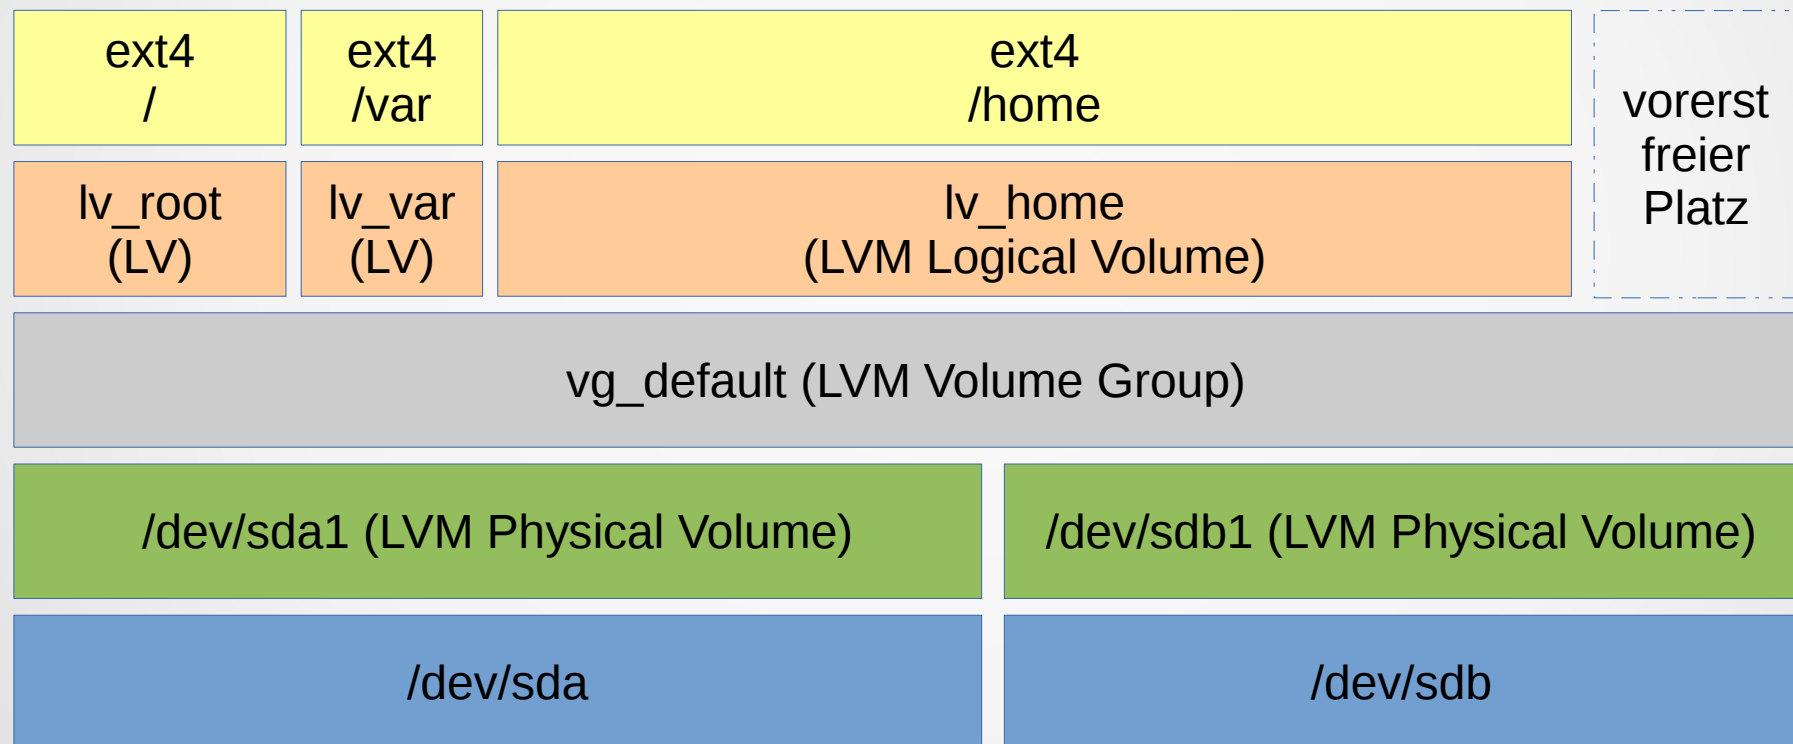 ext4
/
ext4
/var
ext4
/home
vorerst
freier
Platz
lv_root
(LV)
lv_var
(LV)
lv_home
(LVM Logical Volume)
vg_default (LVM Volume Group)
/dev/sda1 (LVM Physical Volume)
/dev/sdb1 (LVM Physical Volume)
/dev/sda
/dev/sdb